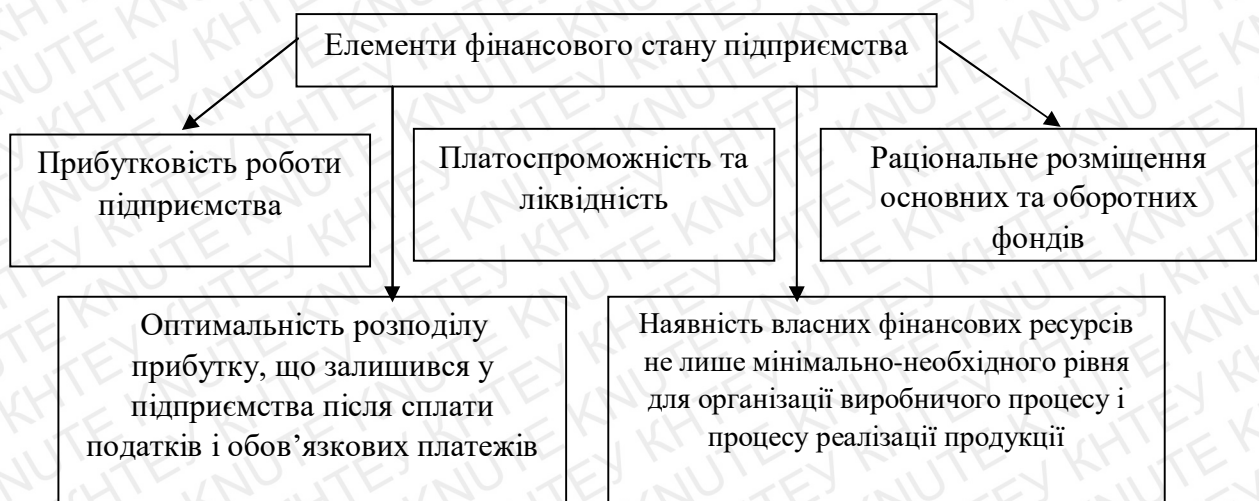 Елементи фінансового стану підприємства
Прибутковість роботи
підприємства
Платоспроможність та
ліквідність
Раціональне розміщення
основних та оборотних
фондів
Оптимальність розподілу
прибутку, що залишився у
підприємства після сплати
податків і обов’язкових платежів
Наявність власних фінансових ресурсів
не лише мінімально-необхідного рівня
для організації виробничого процесу і
процесу реалізації продукції